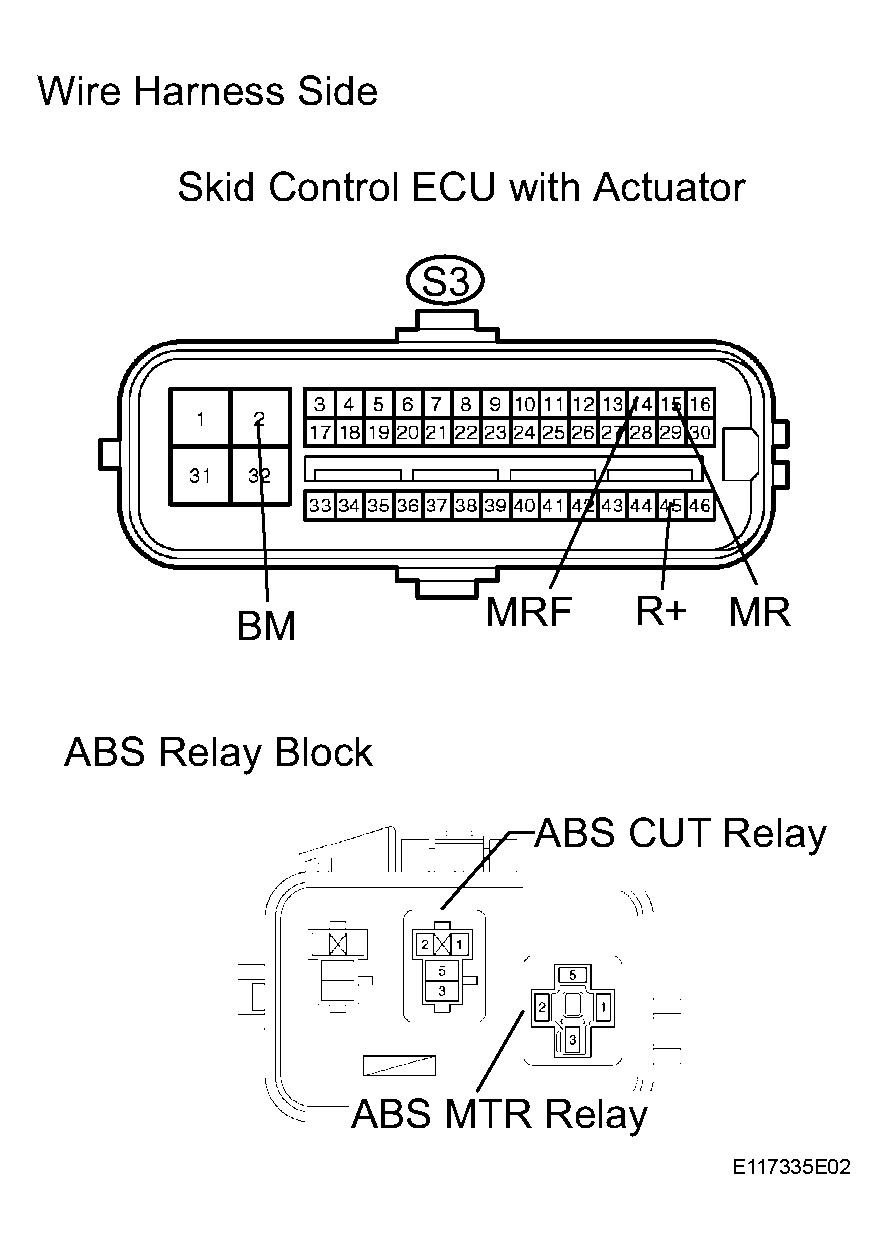 Wire Harness Side
Skid Control ECU with Actuator
S3
1 2 3 4 5 6 7 8 9 10 11 12 13 14 15 16
17 18 19 20 21 22 23 24 25 26 27 28 29 30
31 32 33 34 35 36 37 38 39 40 41 42 43 44 45 46
BM MRF R+ MR
ABS Relay Block
ABS CUT Relay
2 1
5
3
5
2 1
3
ABS MTR Relay
E117335E02